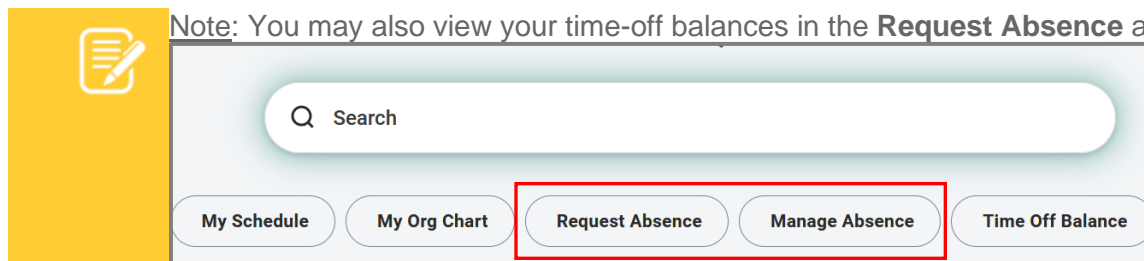 Note: You may also view your time-off balances in the Request Absence a
Search
My Schedule My Org Chart Request Absence Manage Absence Time Off Balance